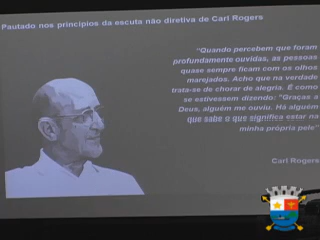 Pautado nos princípios da escuta não diretiva de Carl Rogers
"Quando percebem que foram
profundamente ouvidas, as pessoas
quase sempre ficam com os olhos
marejados. Acho que na verdade
trata-se de chorar de alegria. É como
se estivessem dizendo: "Graças a
Deus, alguém me ouviu. Há alguém
que sabe o que significa estar na
minha própria pele"
Carl Rogers